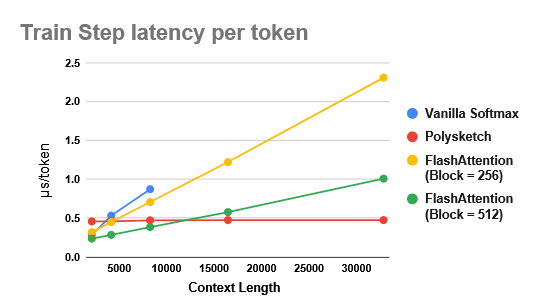 Train Step latency per token
2.5
2.0
1.5
1.0
0.5
0.0
µs/token
5000 10000 15000 20000 25000 30000
Context Length
Vanilla Softmax
Polysketch
FlashAttention
(Block = 256)
FlashAttention
(Block = 512)